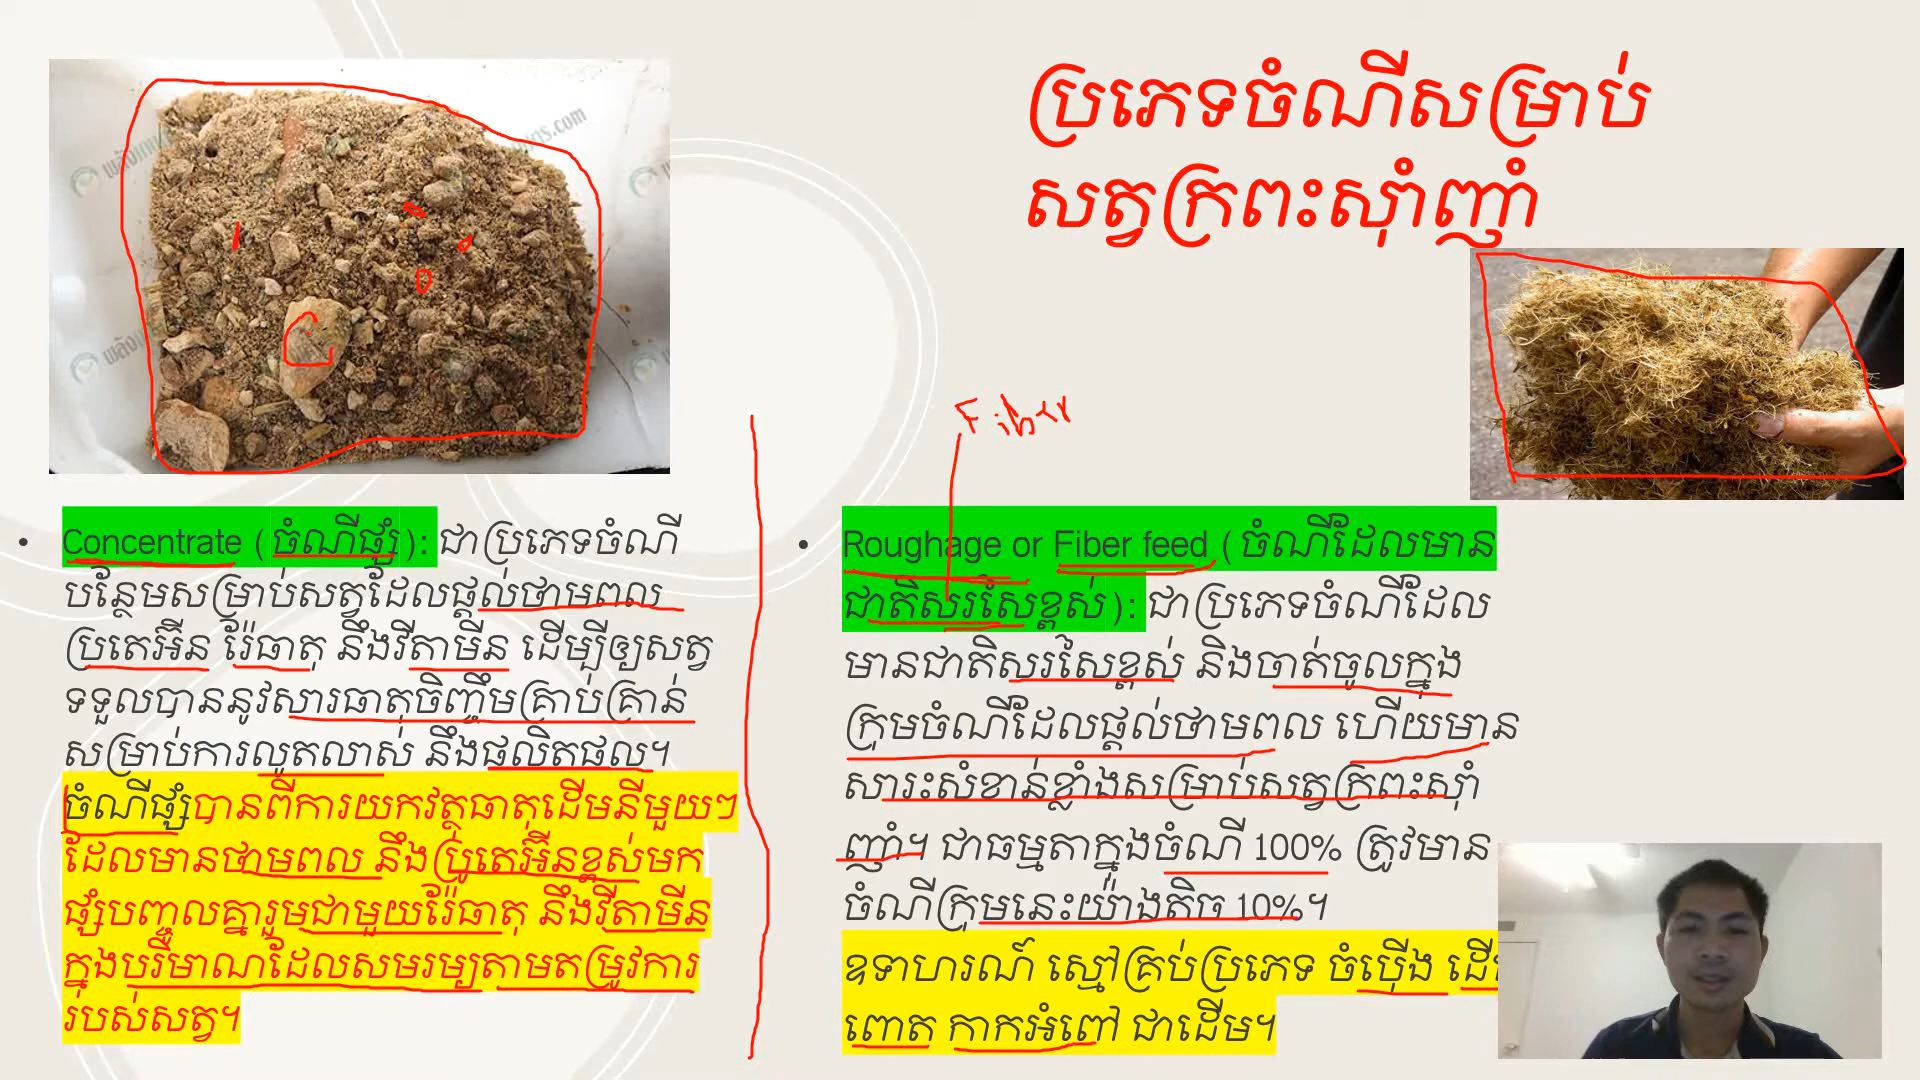 ប្រភេទចំណីសម្រាប់
សត្វក្រពះស៊ាំញ៉ាំ
Fiber
Concentrate (ចំណីផ្សំ): ជាប្រភេទចំណី
បន្ថែមសម្រាប់សត្វដែលផ្តល់ថាមពល
ប្រូតេអ៊ីន រ៉ែធាតុ នឹងវីតាមីន ដើម្បីឲ្យសត្វ
ទទួលបាននូវសារធាតុចិញ្ចឹមគ្រាប់គ្រាន់
សម្រាប់ការលូតលាស់ នឹងផលិតផល។
ចំណីផ្សំបានពីការយកវត្ថុធាតុដើមនីមួយៗ
ដែលមានថាមពល នឹងប្រូតេអ៊ីនខ្ពស់មក
ផ្សំបញ្ចូលគ្នារួមជាមួយរ៉ែធាតុ នឹងវីតាមីន
ក្នុងបរិមាណដែលសមរម្យតាមតម្រូវការ
របស់សត្វ។
Roughage or Fiber feed (ចំណីដែលមាន
ជាតិសរសៃខ្ពស់): ជាប្រភេទចំណីដែល
មានជាតិសរសៃខ្ពស់ និងចាត់ចូលក្នុង
ក្រុមចំណីដែលផ្តល់ថាមពល ហើយមាន
សារះសំខាន់ខ្លាំងសម្រាប់សត្វក្រពះស៊ាំ
ញ៉ាំ។ ជាធម្មតាក្នុងចំណី 100% ត្រូវមាន
ចំណីក្រុមនេះយ៉ាងតិច 10%។
ឧទាហរណ៍ ស្មៅគ្រប់ប្រភេទ ចំបើង
ពោត កាកអំពៅ ជាដើម។